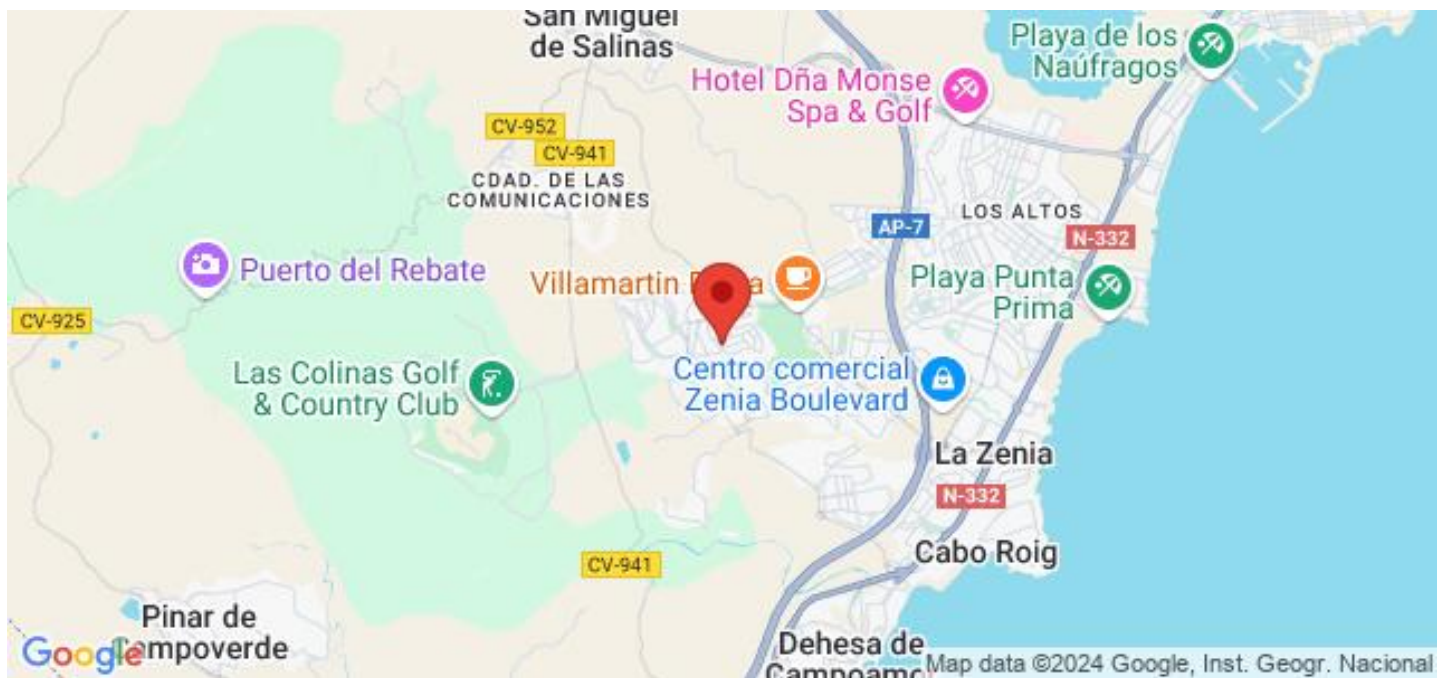 San Miguel
de Salinas
Playa de los
Naúfragos
Hotel Dña Monse
Spa & Golf
CV-952
CV-941
CDAD. DE LAS
COMUNICACIONES
LOS ALTOS
AP-7
N-332
Puerto del Rebate
Villamartin
Playa Punta
Prima
CV-925
Las Colinas Golf
& Country Club
Centro comercial
Zenia Boulevard
La Zenia
N-332
Cabo Roig
CV-941
Pinar de
Dehesa de
Google
Map data ©2024 Google, Inst. Geogr. Nacional